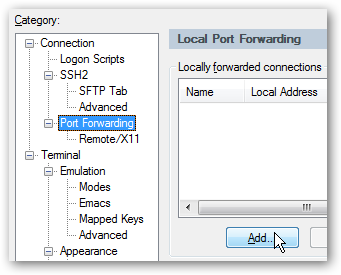 Category:
Connection
Logon Scripts
SSH2
SFTP Tab
Advanced
Port Forwarding
Remote/X11
Terminal
Emulation
Modes
Emacs
Mapped Keys
Advanced
Appearance
Local Port Forwarding
Locally forwarded connections
Name Local Address
Add...